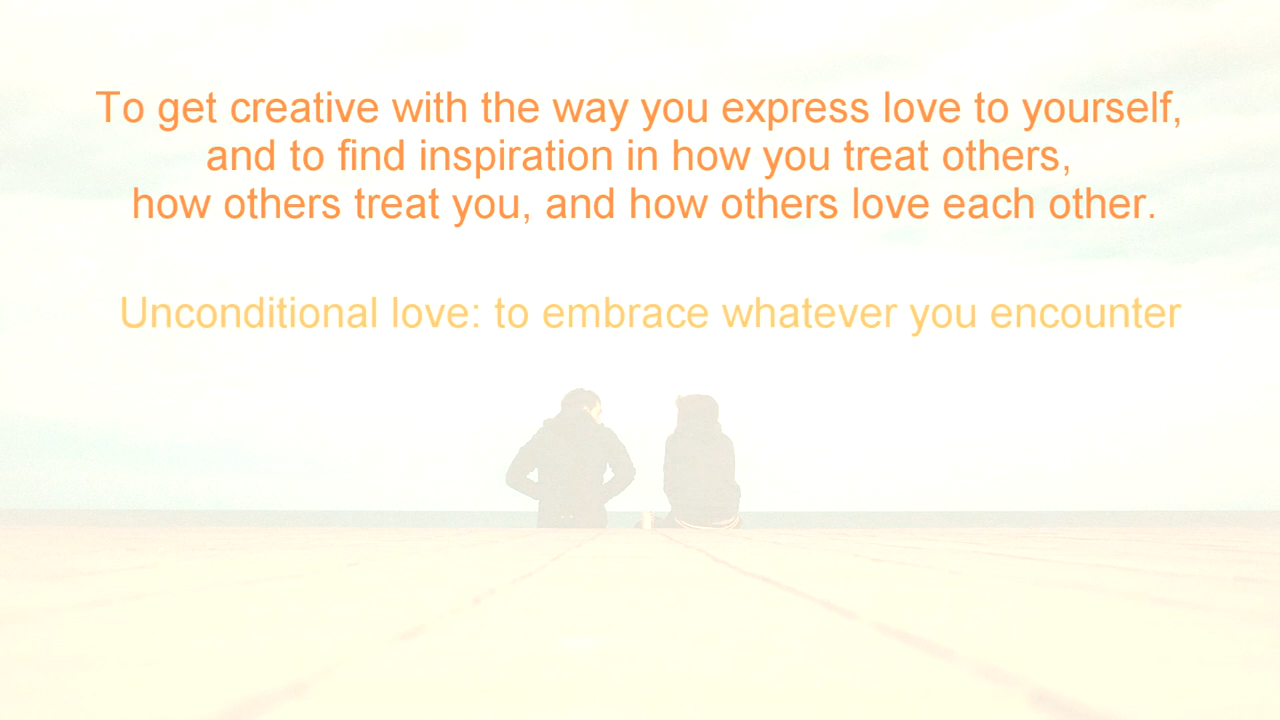 To get creative with the way you express love to yourself,
and to find inspiration in how you treat others,
how others treat you, and how others love each other.
Unconditional love: to embrace whatever you encounter